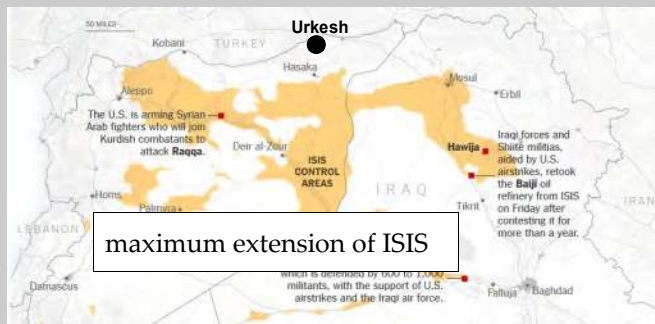 50 MILES
Urkesh
TURKEY
Kobani
Hasaka
Mosul
Aleppo
Erbil
The U.S. is arming Syrian
Arab fighters who will join
Kurdish combatants to
attack Raqqa.
Deir al-Zour
ISIS
CONTROL
AREAS
Hawija
Iraqi forces and
Shiite militias,
aided by U.S.
airstrikes, retook
the Baiji oil
refinery from ISIS
on Friday after
contesting it for
more than a year.
IRAQ
IRAN
Homs
Palmyra
Tikrit
LEBANON
maximum extension of ISIS
which is defended by 600 to 1,000
militants, with the support of U.S.
airstrikes and the Iraqi air force.
Damascus
Falluja
Baghdad